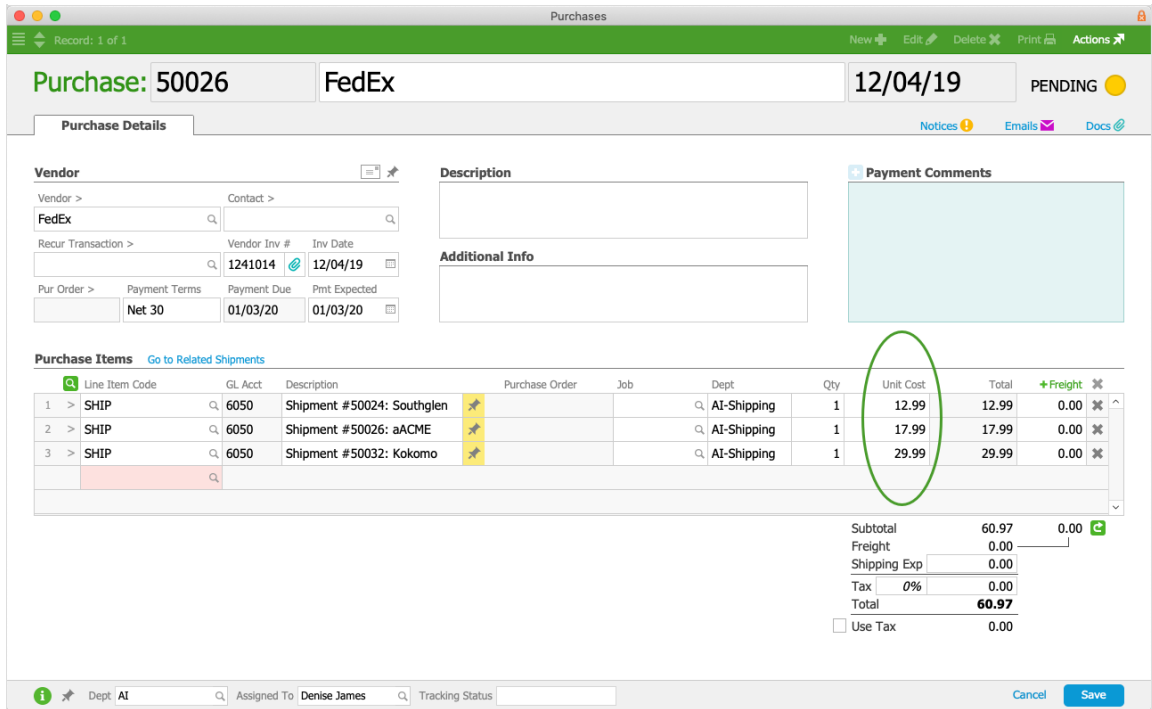 Purchases
Record: 1 of 1 New Edit Delete Print Actions
Purchase: 50026 FedEx 12/04/19 PENDING
Purchase Details Notices Emails Docs
Vendor Description Payment Comments
Vendor > Contact >
FedEx
Recur Transaction > Vendor Inv # Inv Date
Additional Info
1241014 12/04/19
Pur Order > Payment Terms Payment Due Pmt Expected
Net 30 01/03/20 01/03/20
Purchase Items Go to Related Shipments
Line Item Code GL Acct Description Purchase Order Job Dept Qty Unit Cost Total +Freight
1 > SHIP 6050 Shipment #50024: Southglen AI-Shipping 1 12.99 12.99 0.00
2 > SHIP 6050 Shipment #50026: aACME AI-Shipping 1 17.99 17.99 0.00
3 > SHIP 6050 Shipment #50032: Kokomo AI-Shipping 1 29.99 29.99 0.00
Subtotal 60.97 0.00
Freight 0.00
Shipping Exp 0.00
Tax 0% 0.00
Total 60.97
Use Tax 0.00
Dept AI Assigned To Denise James Tracking Status Cancel Save